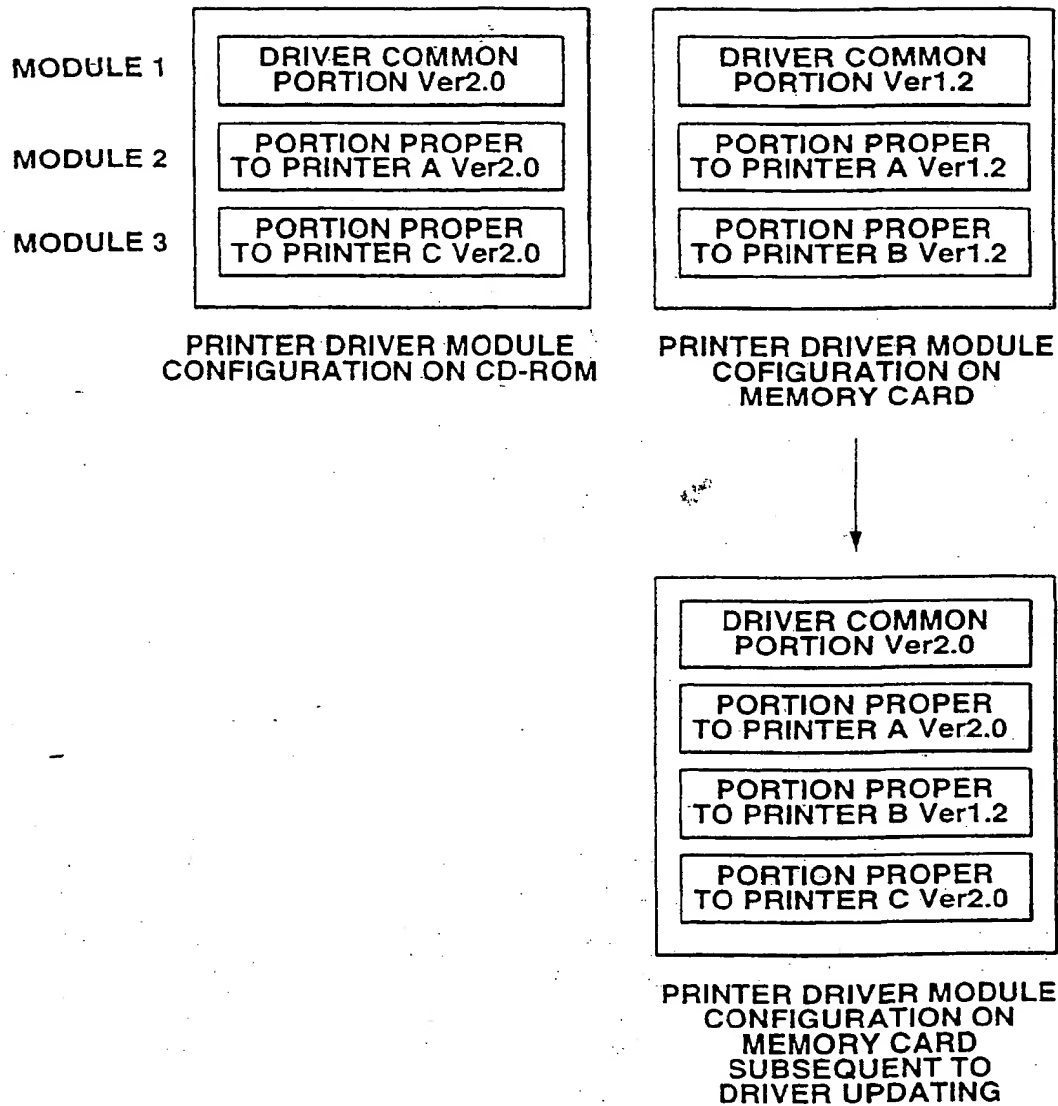 MODULE 1
MODULE 2
MODULE 3
DRIVER COMMON
PORTION Ver2.0
PORTION PROPER
TO PRINTER A Ver2.0
PORTION PROPER
TO PRINTER C Ver2.0
PRINTER DRIVER MODULE
CONFIGURATION ON CD-ROM
DRIVER COMMON
PORTION Ver1.2
PORTION PROPER
TO PRINTER A Ver1.2
PORTION PROPER
TO PRINTER B Ver1.2
PRINTER DRIVER MODULE
COFIGURATION ON
MEMORY CARD
DRIVER COMMON
PORTION Ver2.0
PORTION PROPER
TO PRINTER A Ver2.0
PORTION PROPER
TO PRINTER B Ver1.2
PORTION PROPER
TO PRINTER C Ver2.0
PRINTER DRIVER MODULE
CONFIGURATION ON
MEMORY CARD
SUBSEQUENT TO
DRIVER UPDATING